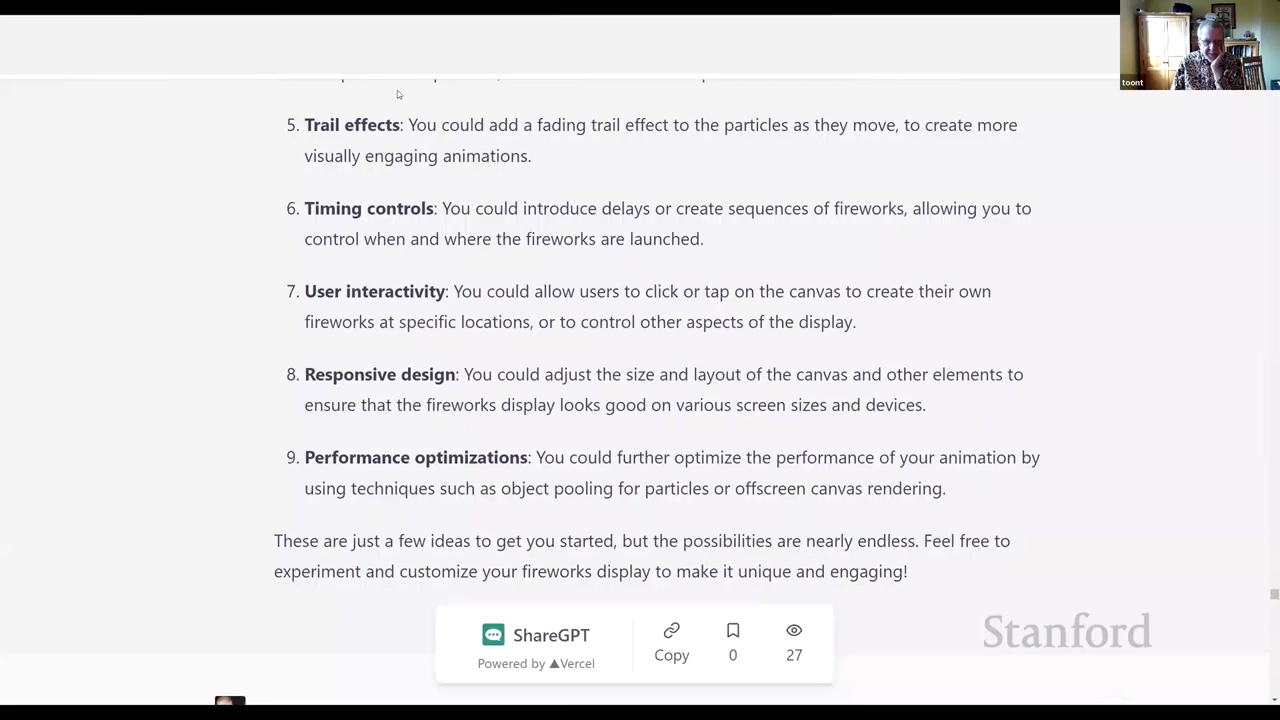 toont
5. Trail effects: You could add a fading trail effect to the particles as they move, to create more
visually engaging animations.
6. Timing controls: You could introduce delays or create sequences of fireworks, allowing you to
control when and where the fireworks are launched.
7. User interactivity: You could allow users to click or tap on the canvas to create their own
fireworks at specific locations, or to control other aspects of the display.
8. Responsive design: You could adjust the size and layout of the canvas and other elements to
ensure that the fireworks display looks good on various screen sizes and devices.
9. Performance optimizations: You could further optimize the performance of your animation by
using techniques such as object pooling for particles or offscreen canvas rendering.
These are just a few ideas to get you started, but the possibilities are nearly endless. Feel free to
experiment and customize your fireworks display to make it unique and engaging!
ShareGPT
Powered by Vercel
Copy
0
27
Stanford